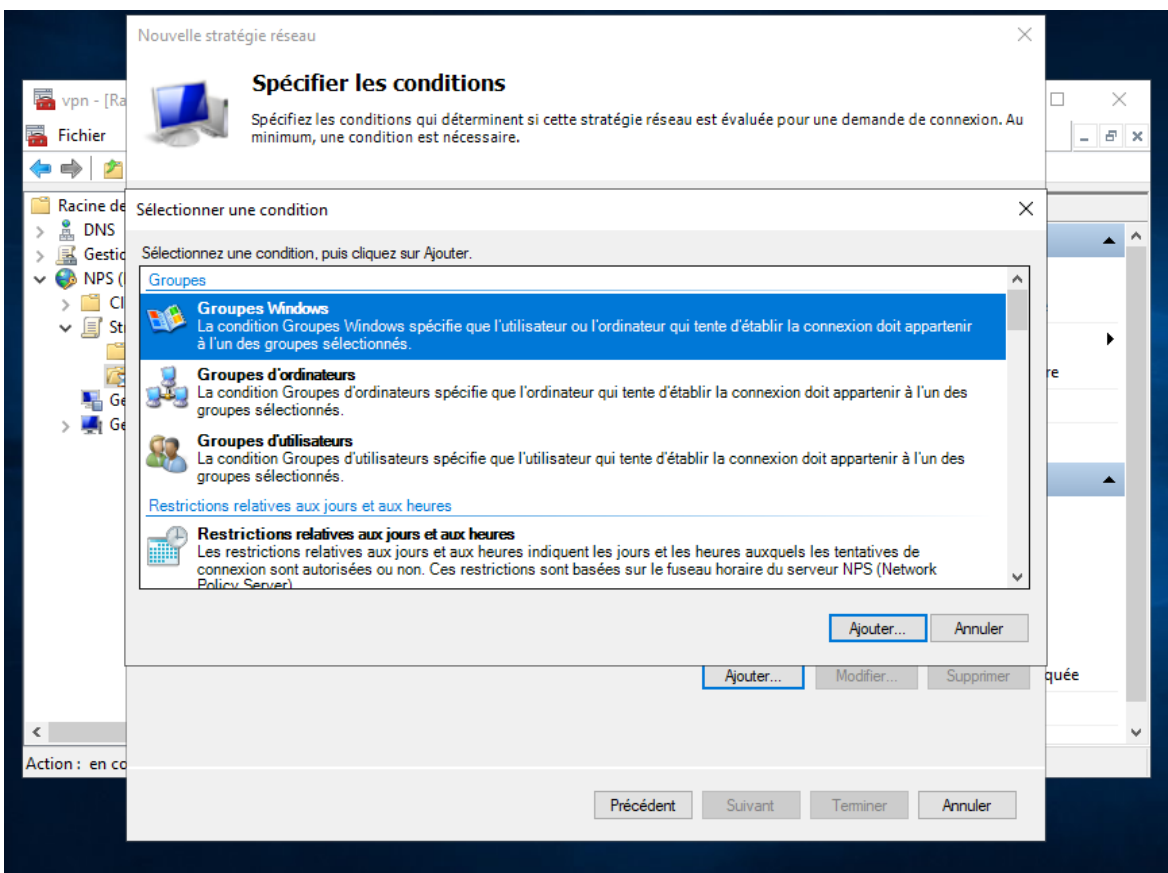 Nouvelle stratégie réseau
Spécifier les conditions
Spécifiez les conditions qui déterminent si cette stratégie réseau est évaluée pour une demande de connexion. Au
minimum, une condition est nécessaire.
vpn - [Ra
Fichier
Racine de
DNS
Gestic
NPS (
Cl
St
Ge
Ge
Sélectionner une condition
Sélectionnez une condition, puis cliquez sur Ajouter.
Groupes
Groupes Windows
La condition Groupes Windows spécifie que l'utilisateur ou l'ordinateur qui tente d'établir la connexion doit appartenir
à l'un des groupes sélectionnés.
Groupes d'ordinateurs
La condition Groupes d'ordinateurs spécifie que l'ordinateur qui tente d'établir la connexion doit appartenir à l'un des
groupes sélectionnés.
Groupes d'utilisateurs
La condition Groupes d'utilisateurs spécifie que l'utilisateur qui tente d'établir la connexion doit appartenir à l'un des
groupes sélectionnés.
Restrictions relatives aux jours et aux heures
Restrictions relatives aux jours et aux heures
Les restrictions relatives aux jours et aux heures indiquent les jours et les heures auxquels les tentatives de
connexion sont autorisées ou non. Ces restrictions sont basées sur le fuseau horaire du serveur NPS (Network
Policy Server)
Ajouter... Annuler
re
Ajouter... Modifier... Supprimer
quée
Action : en co
Précédent Suivant Terminer Annuler